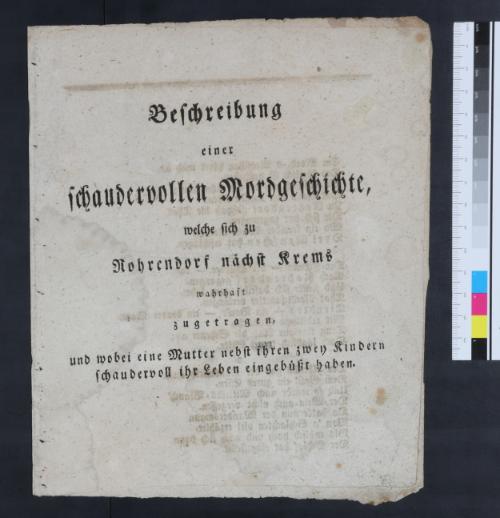 Beſchreibung
einer
ſchaudervollen Mordgeſchichte,
welche ſich zu
Rohrendorf nächſt Krems
wahrhaft
zugetragen,
und wobei eine Mutter nebſt ihren zwey Kindern
ſchaudervoll ihr Leben eingebüßt haben.